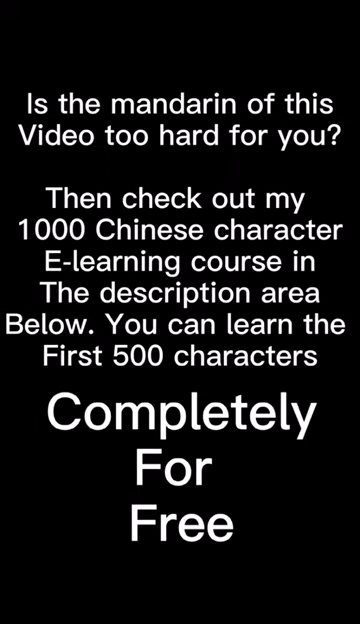 Is the mandarin of this
Video too hard for you?
Then check out my
1000 Chinese character
E-learning course in
The description area
Below. You can learn the
First 500 characters
Completely
For
Free